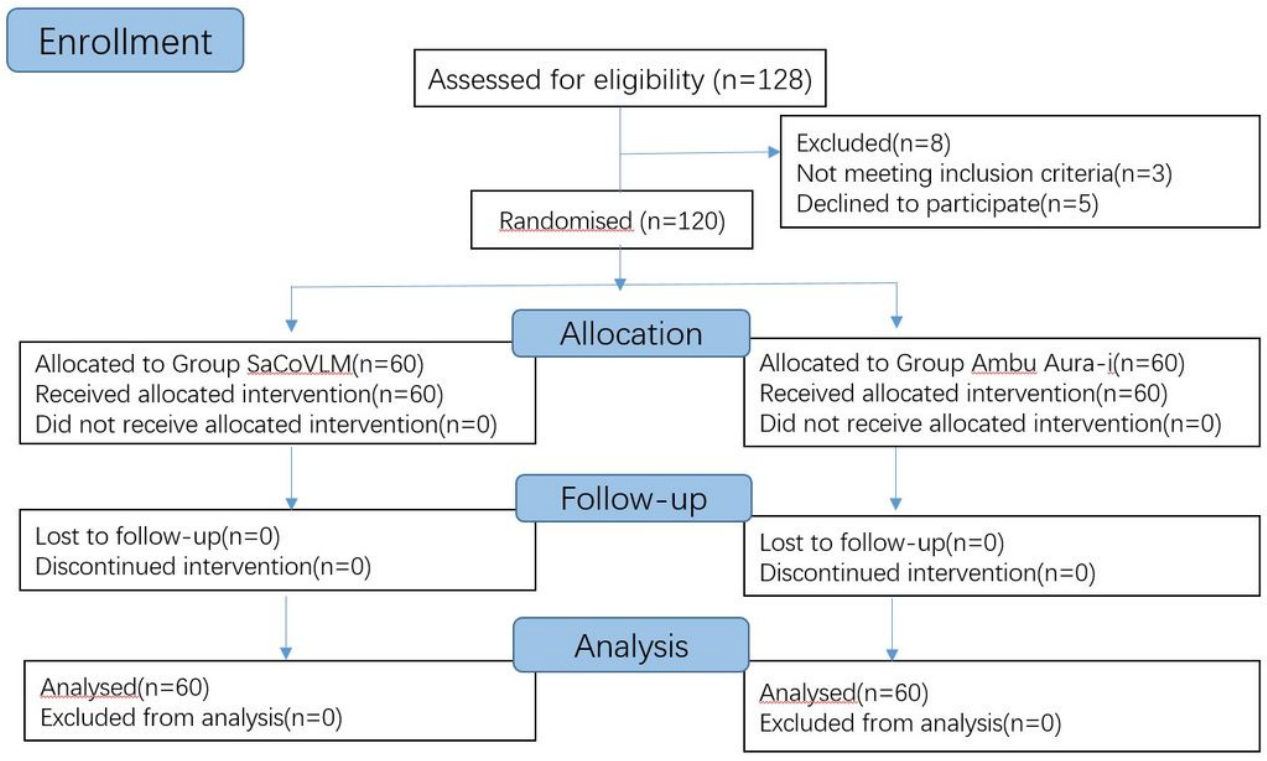 Enrollment
Assessed for eligibility (n=128)
Excluded(n=8)
Not meeting inclusion criteria(n=3)
Declined to participate(n=5)
Randomised (n=120)
Allocation
Allocated to Group SaCoVLM(n=60)
Received allocated intervention(n=60)
Did not receive allocated intervention(n=0)
Allocated to Group Ambu Aura-i(n=60)
Received allocated intervention(n=60)
Did not receive allocated intervention(n=0)
Follow-up
Lost to follow-up(n=0)
Discontinued intervention(n=0)
Lost to follow-up(n=0)
Discontinued intervention(n=0)
Analysis
Analysed(n=60)
Excluded from analysis(n=0)
Analysed(n=60)
Excluded from analysis(n=0)